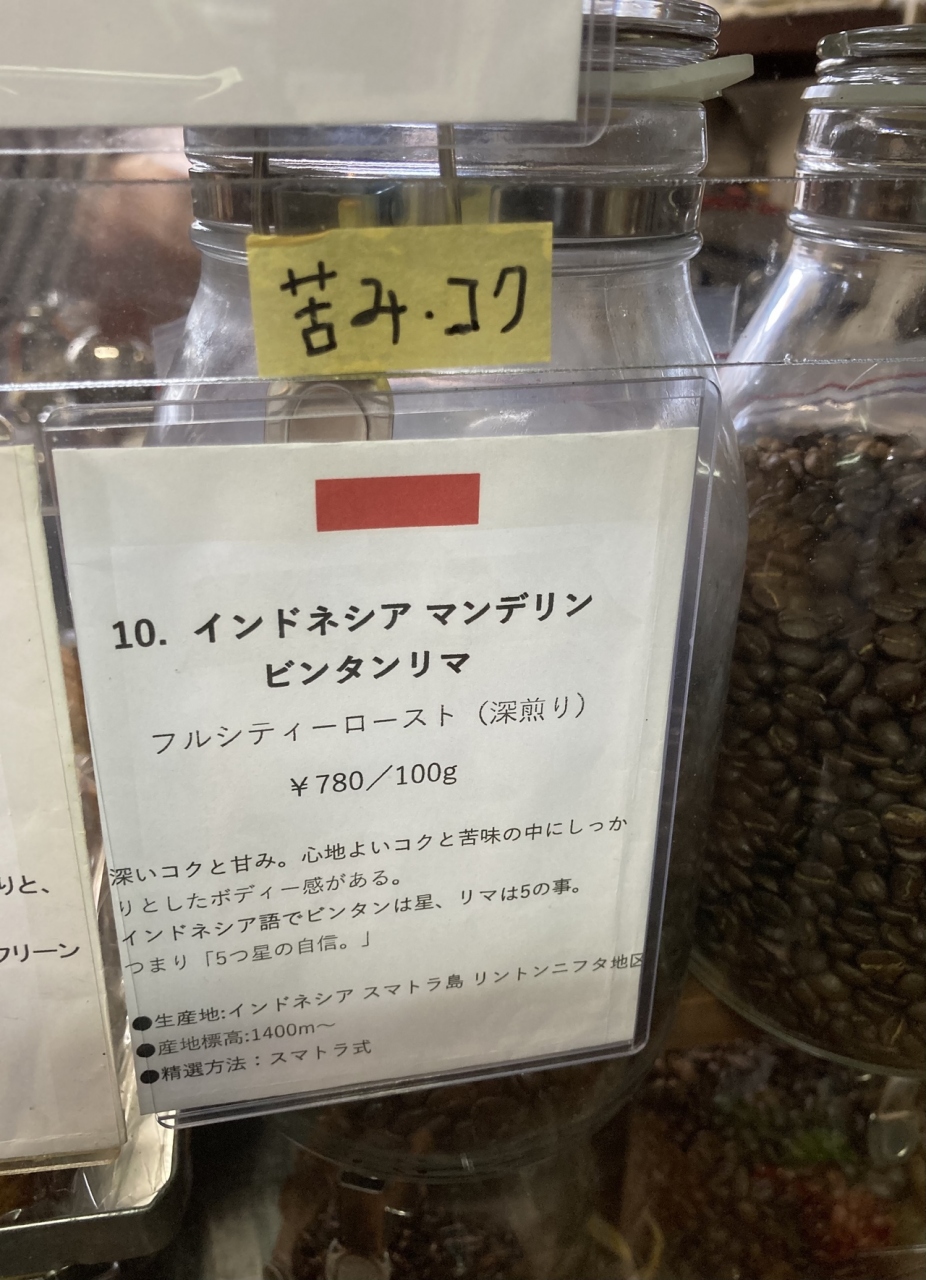 苦み・コク
10. インドネシア マンデリン
ビンタンリマ
フルシティーロースト（深煎り）
￥780／100g
深いコクと甘み。心地よいコクと苦味の中にしっか
りとしたボディー感がある。
インドネシア語でビンタンは星、リマは5の事。
つまり「5つ星の自信。」
●生産地:インドネシア スマトラ島 リントンニフタ地区
●産地標高:1400m～
●精選方法：スマトラ式
りと、
クリーン